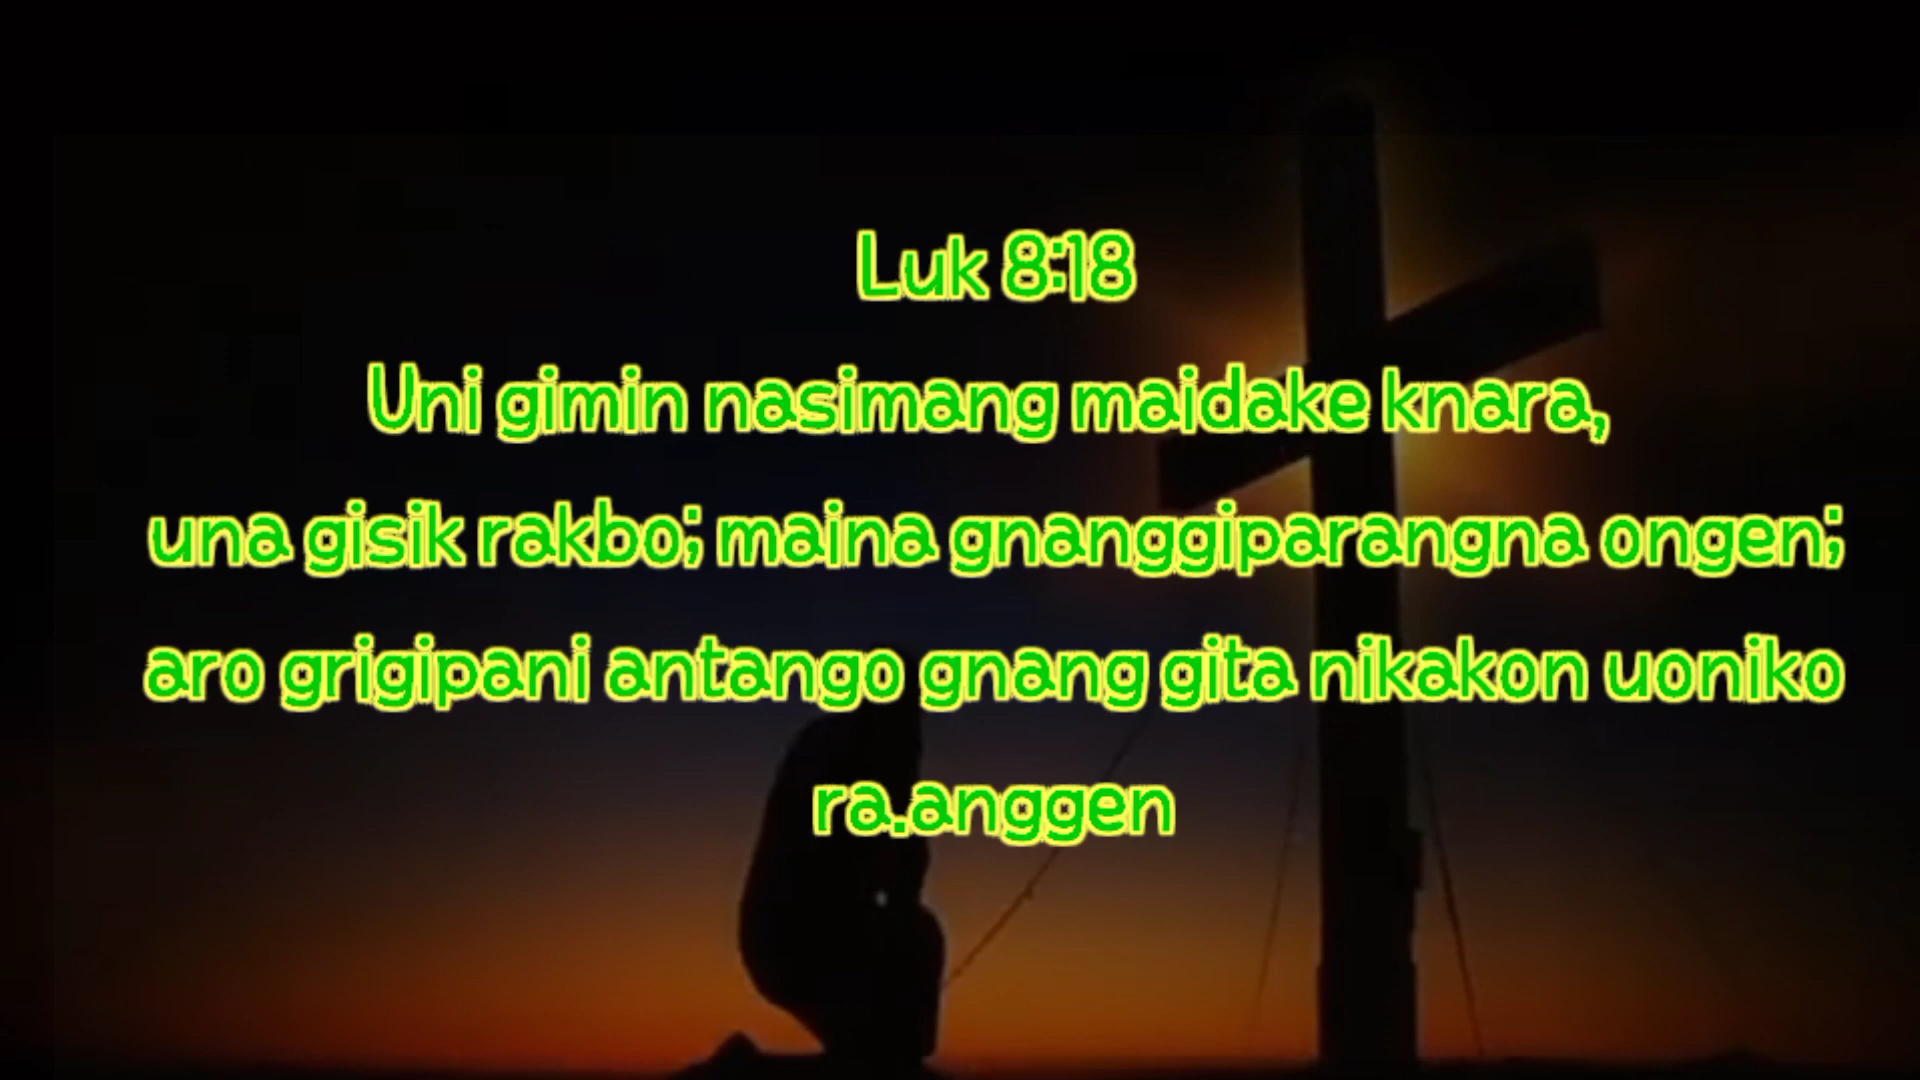 Luk 8:18
Uni gimin nasimang maidake knara,
una gisik rakbo; maina gnanggiparangna ongen;
aro grigipani antango gnang gita nikakon uoniko
ra.anggen